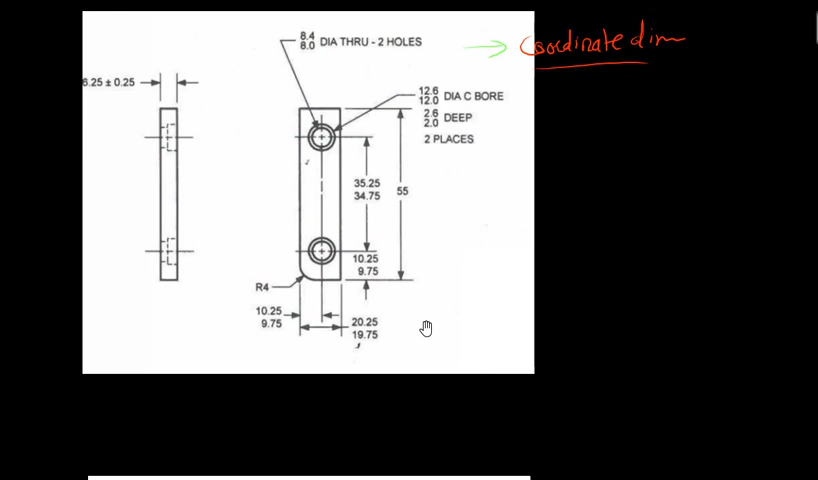 8.4
8.0 DIA THRU - 2 HOLES
Coordinate dim
6.25 ± 0.25
12.6
12.0 DIA C BORE
2.6
2.0 DEEP
2 PLACES
35.25
34.75
55
10.25
9.75
R4
10.25
9.75
20.25
19.75